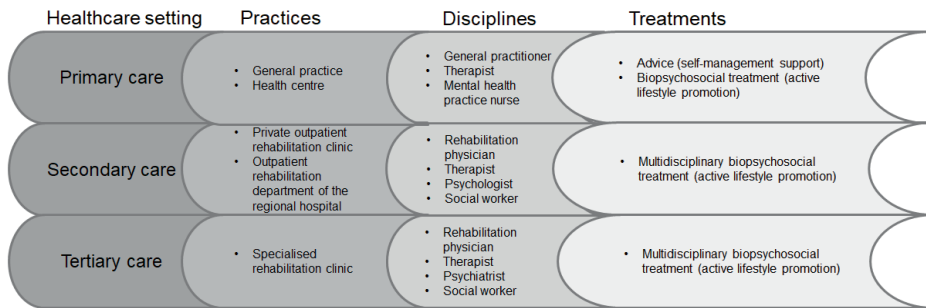 Healthcare setting
Practices
Disciplines
Treatments
Primary care
• General practice
• Health centre
• General practitioner
• Therapist
• Mental health
practice nurse
• Advice (self-management support)
• Biopsychosocial treatment (active
lifestyle promotion)
Secondary care
• Private outpatient
rehabilitation clinic
• Outpatient
rehabilitation
department of the
regional hospital
• Rehabilitation
physician
• Therapist
• Psychologist
• Social worker
• Multidisciplinary biopsychosocial
treatment (active lifestyle promotion)
Tertiary care
• Specialised
rehabilitation clinic
• Rehabilitation
physician
• Therapist
• Psychiatrist
• Social worker
• Multidisciplinary biopsychosocial
treatment (active lifestyle promotion)